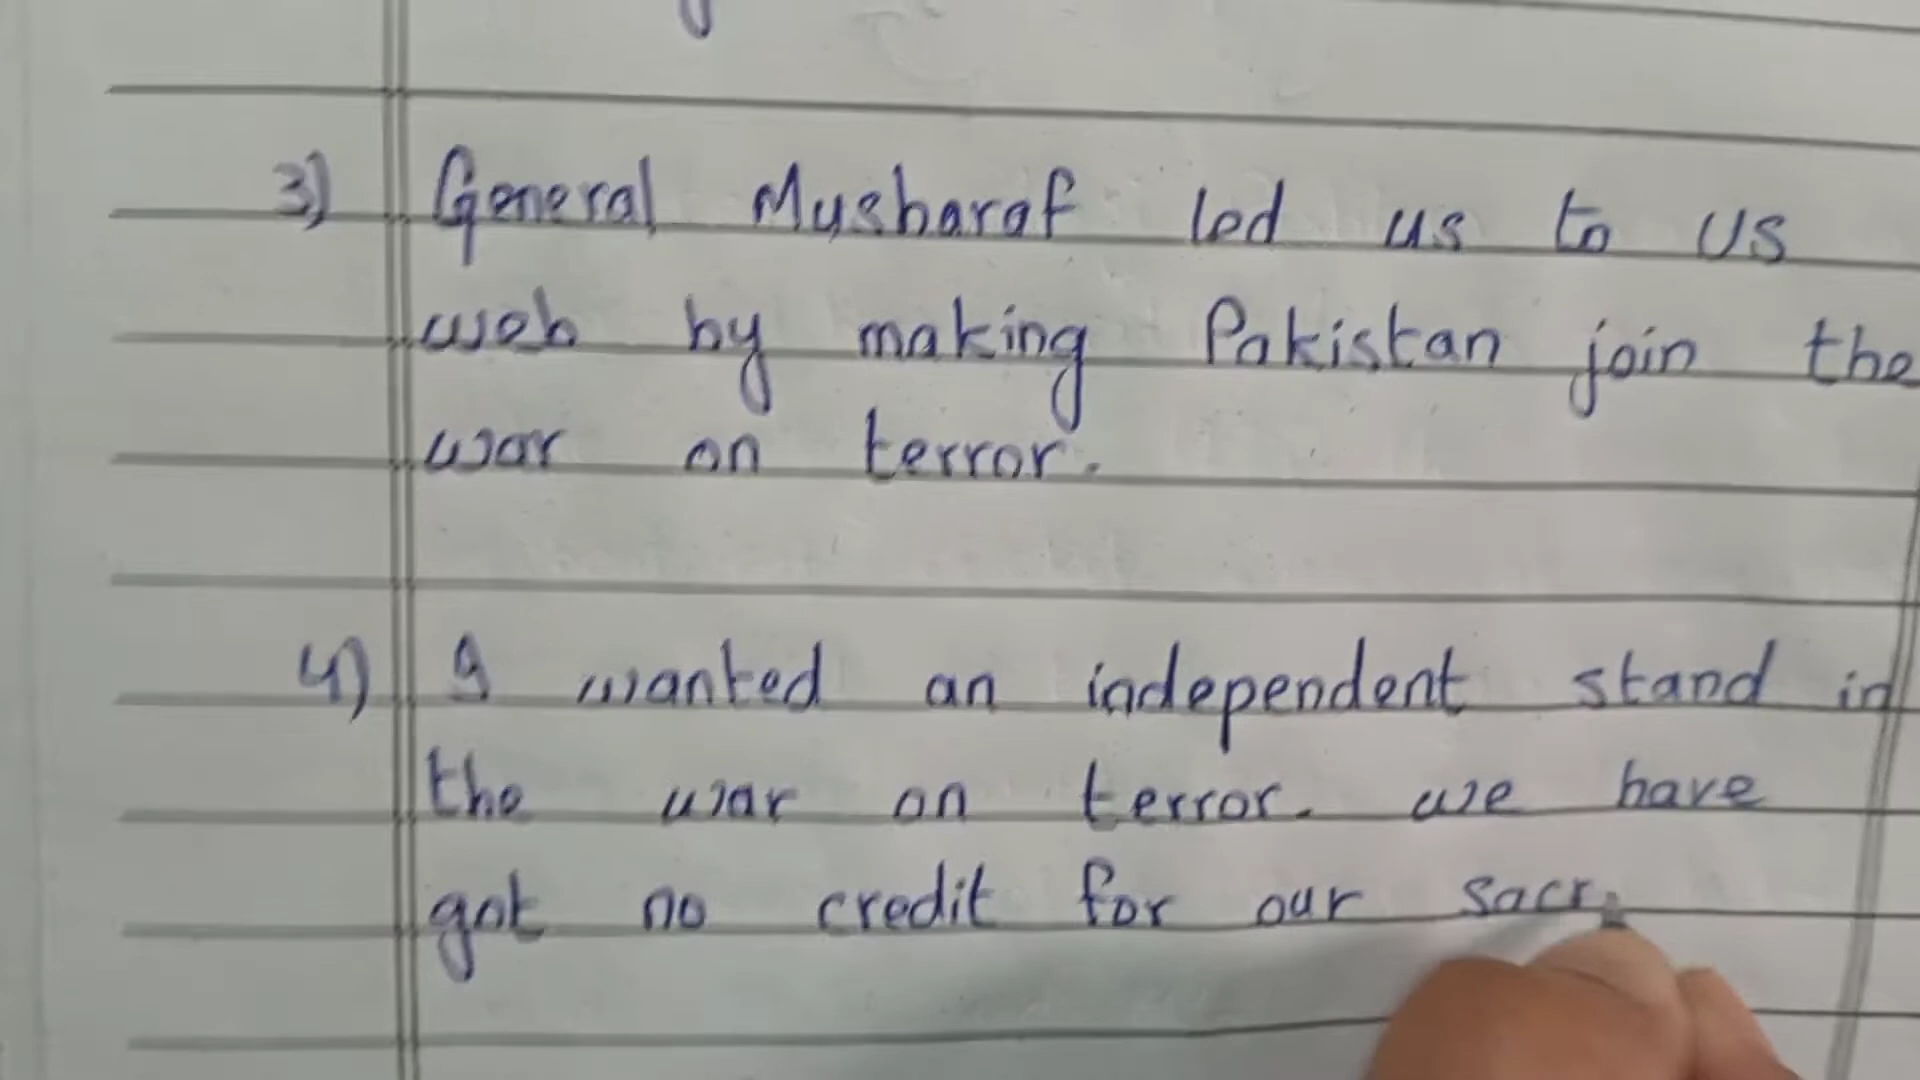 3) General Musharaf led us to US
web by making Pakistan join the
war on terror.
4) I wanted an independent stand in
the war on terror. we have
got no credit for our sacr